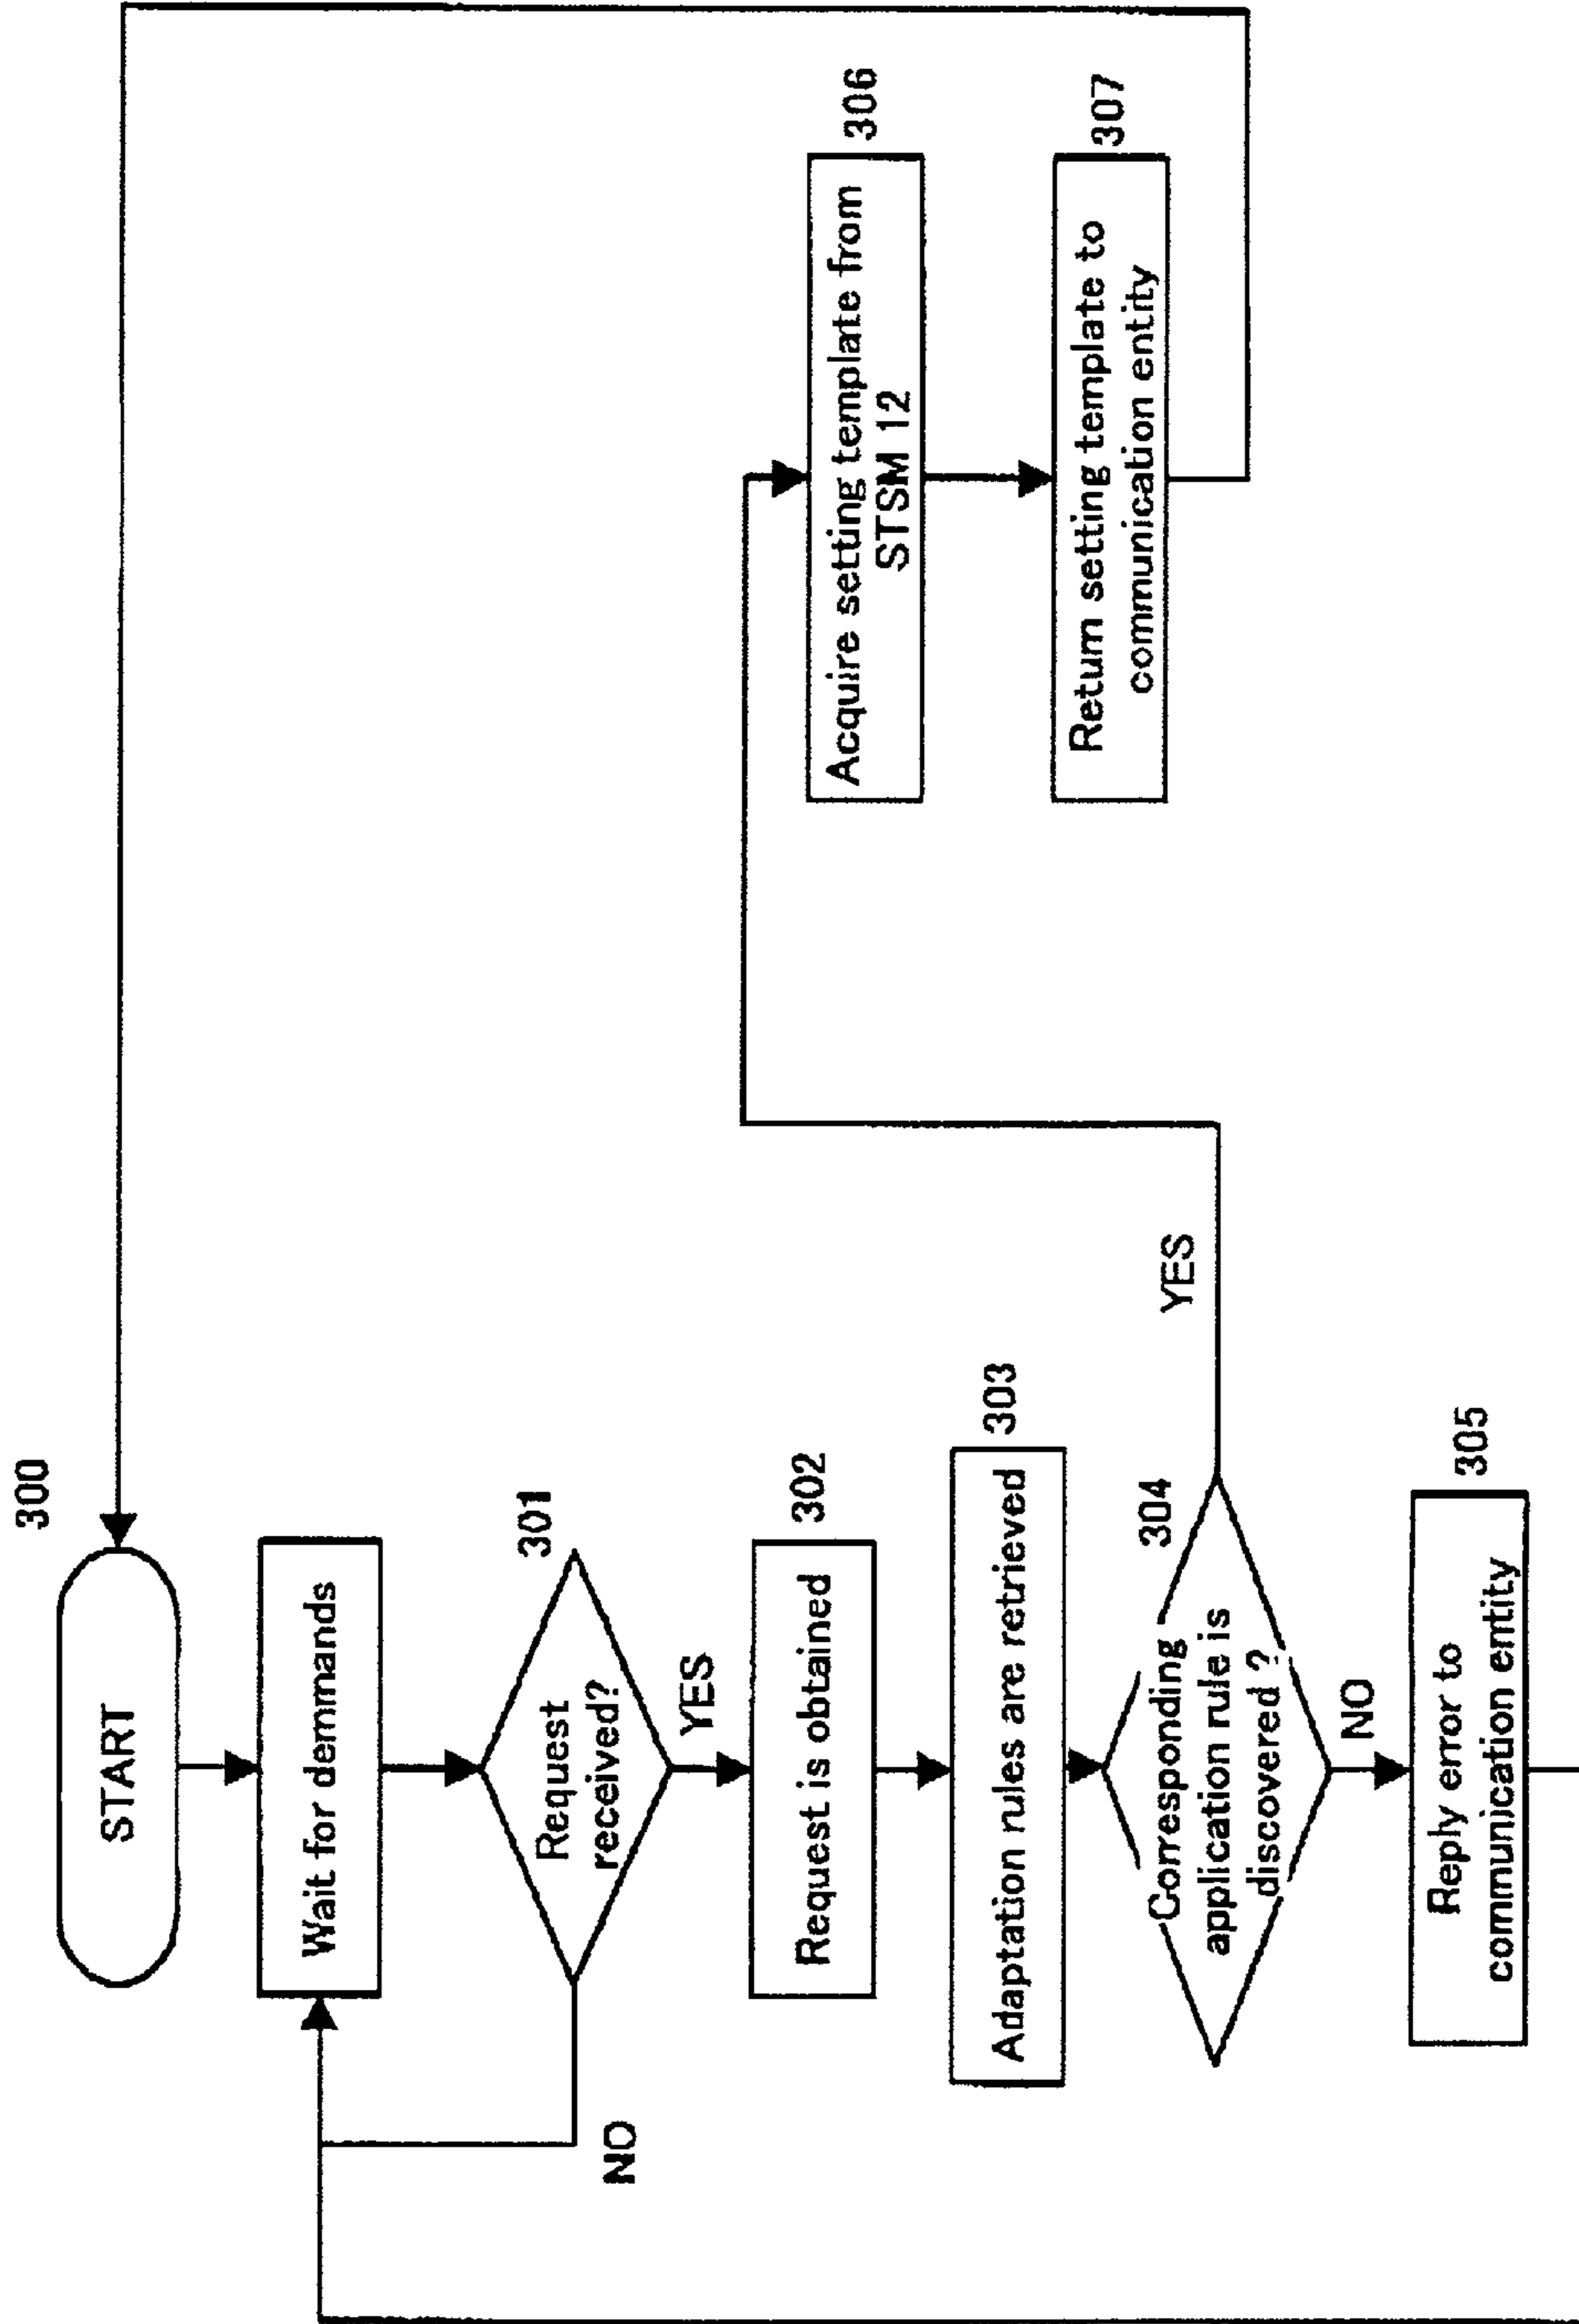 300
START
Wait for demmands
301
Request
received?
NO
YES
302
Request is obtained
303
Adaptation rules are retrieved
304
Corresponding
application rule is
discovered ?
YES
NO
305
Reply error to
communication entity
306
Acquire setting template from
STSM 12
307
Return setting template to
communication entity